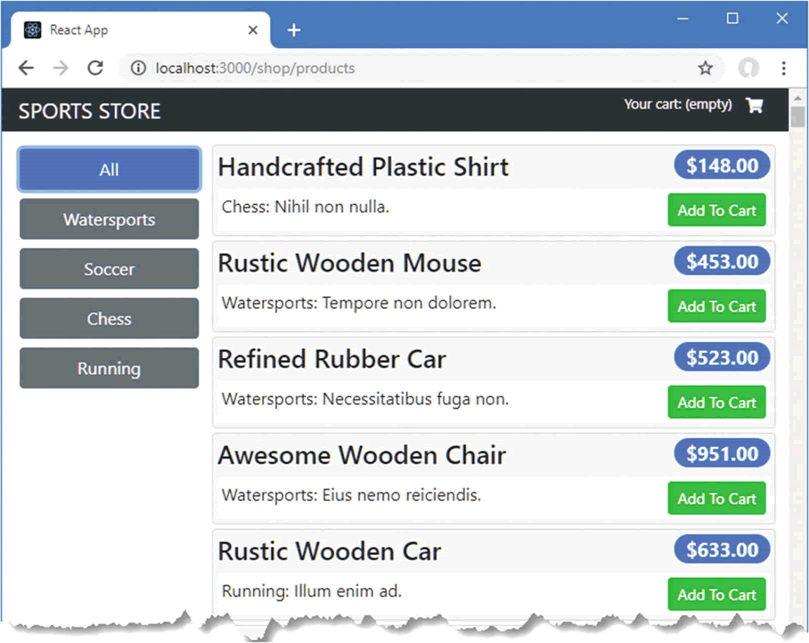 React App
localhost:3000/shop/products
SPORTS STORE
Your cart: (empty)
All
Watersports
Soccer
Chess
Running
Handcrafted Plastic Shirt
$148.00
Chess: Nihil non nulla.
Add To Cart
Rustic Wooden Mouse
$453.00
Watersports: Tempore non dolorem.
Add To Cart
Refined Rubber Car
$523.00
Watersports: Necessitatibus fuga non.
Add To Cart
Awesome Wooden Chair
$951.00
Watersports: Eius nemo reiciendis.
Add To Cart
Rustic Wooden Car
$633.00
Running: Illum enim ad.
Add To Cart